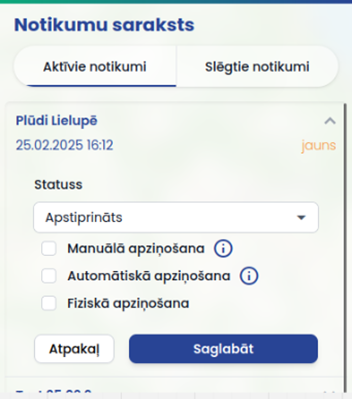 Notikumu saraksts
Aktīvie notikumi
Slēgtie notikumi
Plūdi Lielupē
25.02.2025 16:12
jauns
Statuss
Apstiprināts
Manuālā apziņošana
Automātiskā apziņošana
Fiziskā apziņošana
Atpakaļ
Saglabāt